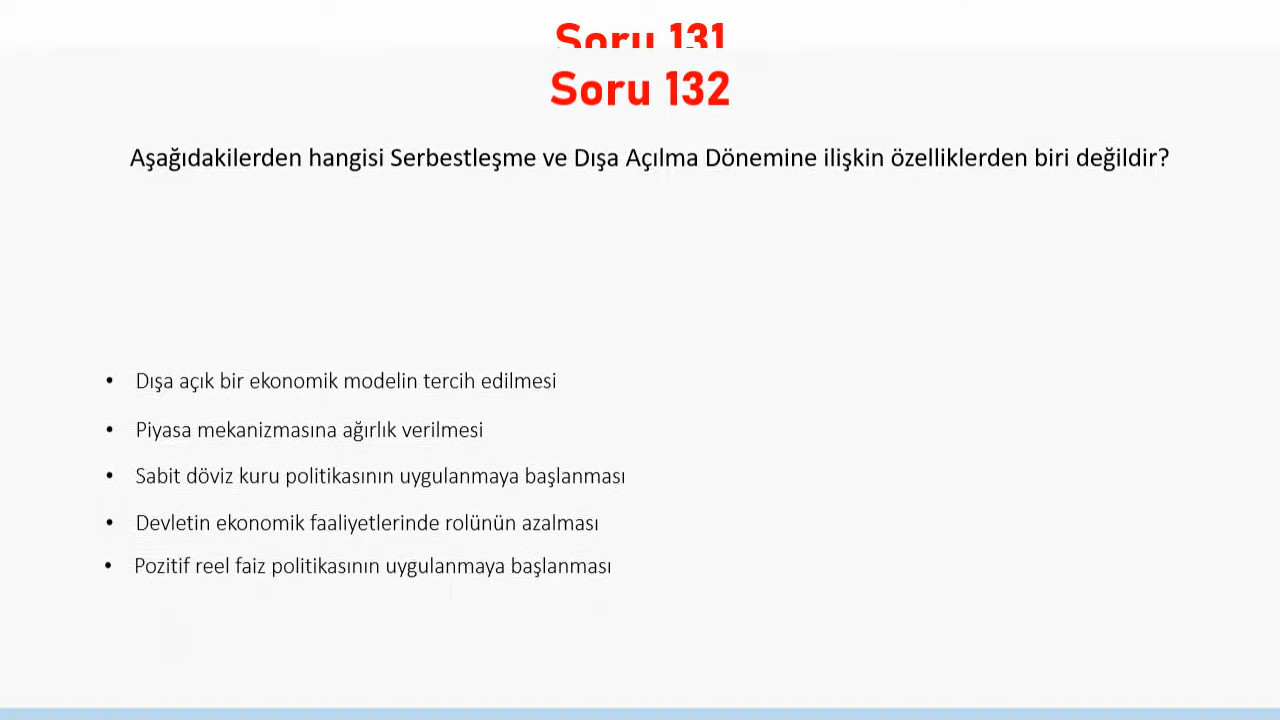 Soru 131
Soru 132
Aşağıdakilerden hangisi Serbestleşme ve Dışa Açılma Dönemine ilişkin özelliklerden biri değildir?
• Dışa açık bir ekonomik modelin tercih edilmesi
• Piyasa mekanizmasına ağırlık verilmesi
• Sabit döviz kuru politikasının uygulanmaya başlanması
• Devletin ekonomik faaliyetlerinde rolünün azalması
• Pozitif reel faiz politikasının uygulanmaya başlanması